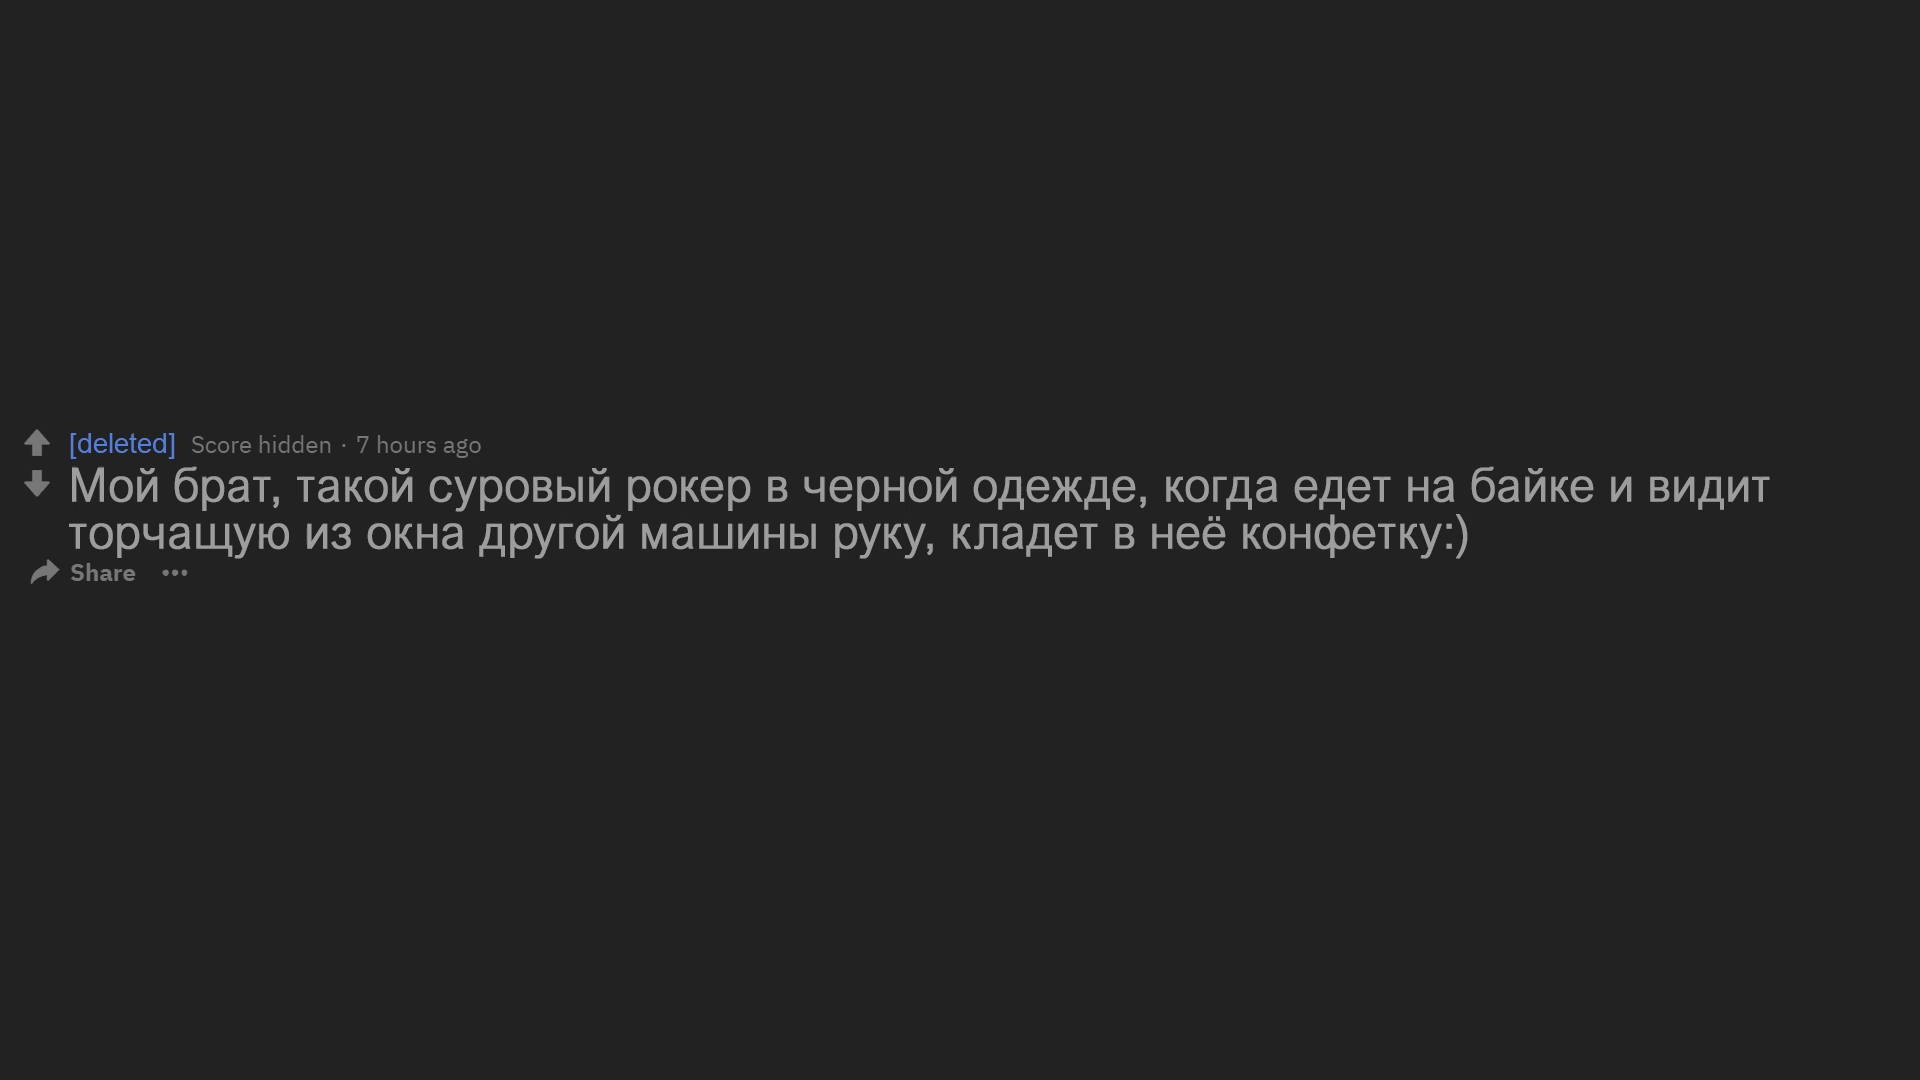 [deleted] Score hidden · 7 hours ago
Мой брат, такой суровый рокер в черной одежде, когда едет на байке и видит
торчащую из окна другой машины руку, кладет в неё конфетку:)
Share •••